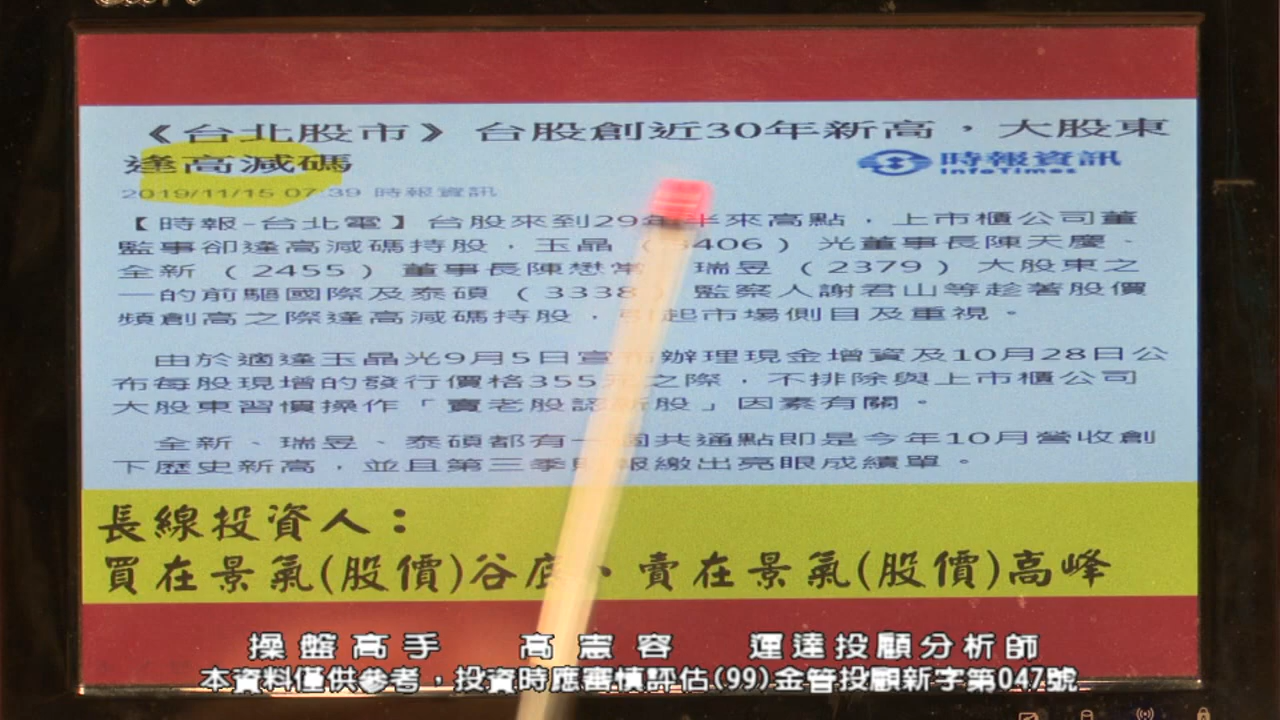 《台北股市》台股創近30年新高，大股東
逢高減碼
時報資訊
InfoTimes
2019/11/15 07:39 時報資訊
【時報-台北電】台股來到29年半來高點，上市櫃公司董
監事卻逢高減碼持股，玉晶（3406）光董事長陳天慶、
全新（2455）董事長陳懋常、瑞昱（2379）大股東之
一的前驅國際及泰碩（3338）監察人謝君山等趁著股價
頻創高之際逢高減碼持股，引起市場側目及重視。
由於適逢玉晶光9月5日宣布辦理現金增資及10月28日公
布每股現增的發行價格355元之際，不排除與上市櫃公司
大股東習慣操作「賣老股認新股」因素有關。
全新、瑞昱、泰碩都有一個共通點即是今年10月營收創
下歷史新高，並且第三季財報繳出亮眼成績單。
長線投資人：
買在景氣(股價)谷底、賣在景氣(股價)高峰
操盤高手 高憲容 運達投顧分析師
本資料僅供參考，投資時應審慎評估(99)金管投顧新字第047號